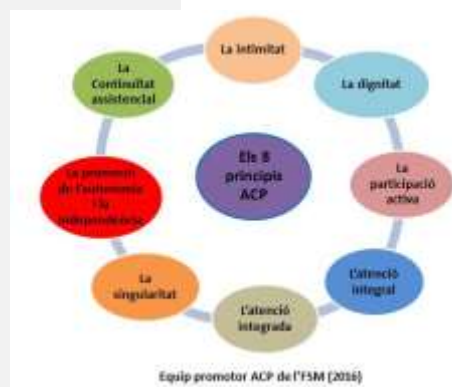 La intimitat
La dignitat
La
participació
activa
L'atenció
integral
L'atenció
integrada
La
singularitat
La promoció
de l'autonomia
i la
independència
La
Continuïtat
assistencial
Els 8
principis
ACP
Equip promotor ACP de l'FSM (2016)